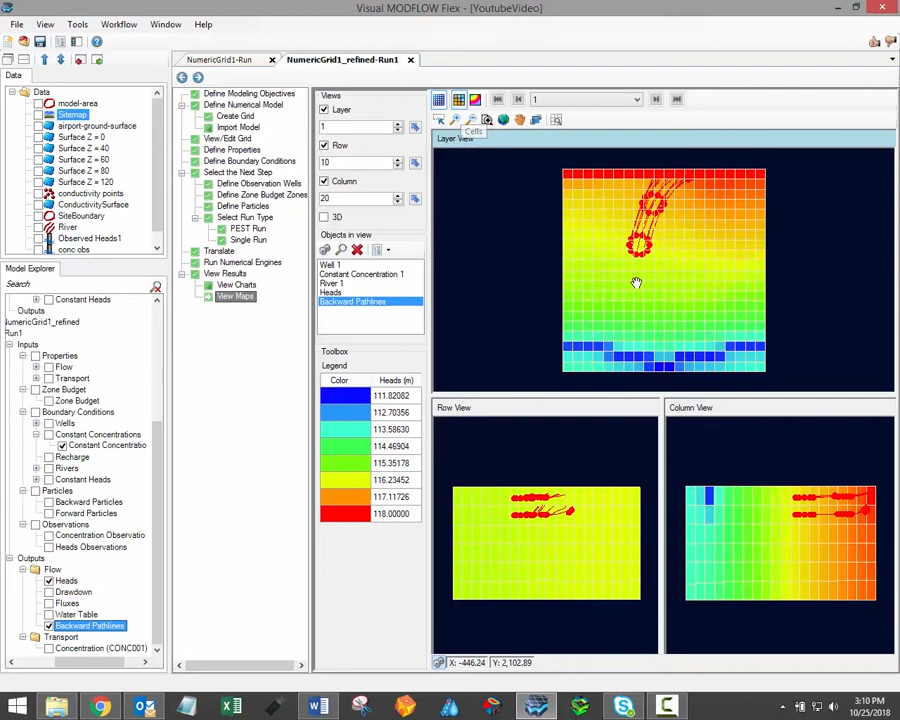 Visual MODFLOW Flex - [YoutubeVideo]
File View Tools Workflow Window Help
Data
NumericGrid1-Run
NumericGrid1_refined-Run1
Data
model-area
Sitemap
airport-ground-surface
Surface Z = 0
Surface Z = 40
Surface Z = 60
Surface Z = 80
Surface Z = 120
conductivity points
ConductivitySurface
SiteBoundary
River
Observed Heads1
conc obs
Model Explorer
Search
Constant Heads
Outputs
NumericGrid1_refined
Run1
Inputs
Properties
Flow
Transport
Zone Budget
Zone Budget
Boundary Conditions
Wells
Constant Concentrations
Constant Concentratio
Recharge
Rivers
Constant Heads
Particles
Backward Particles
Forward Particles
Observations
Concentration Observatio
Heads Observations
Outputs
Flow
Heads
Drawdown
Fluxes
Water Table
Backward Pathlines
Transport
Concentration (CONC001)
Define Modeling Objectives
Define Numerical Model
Create Grid
Import Model
View/Edit Grid
Define Properties
Define Boundary Conditions
Select the Next Step
Define Observation Wells
Define Zone Budget Zones
Define Particles
Select Run Type
PEST Run
Single Run
Translate
Run Numerical Engines
View Results
View Charts
View Maps
Views
Layer
1
Row
10
Column
20
3D
Objects in view
Well 1
Constant Concentration 1
River 1
Heads
Backward Pathlines
Toolbox
Legend
Color Heads (m)
111.82082
112.70356
113.58630
114.46904
115.35178
116.23452
117.11726
118.00000
1
Cells
Layer View
Row View
Column View
X: -446.24 Y: 2,102.89
3:10 PM
10/25/2018